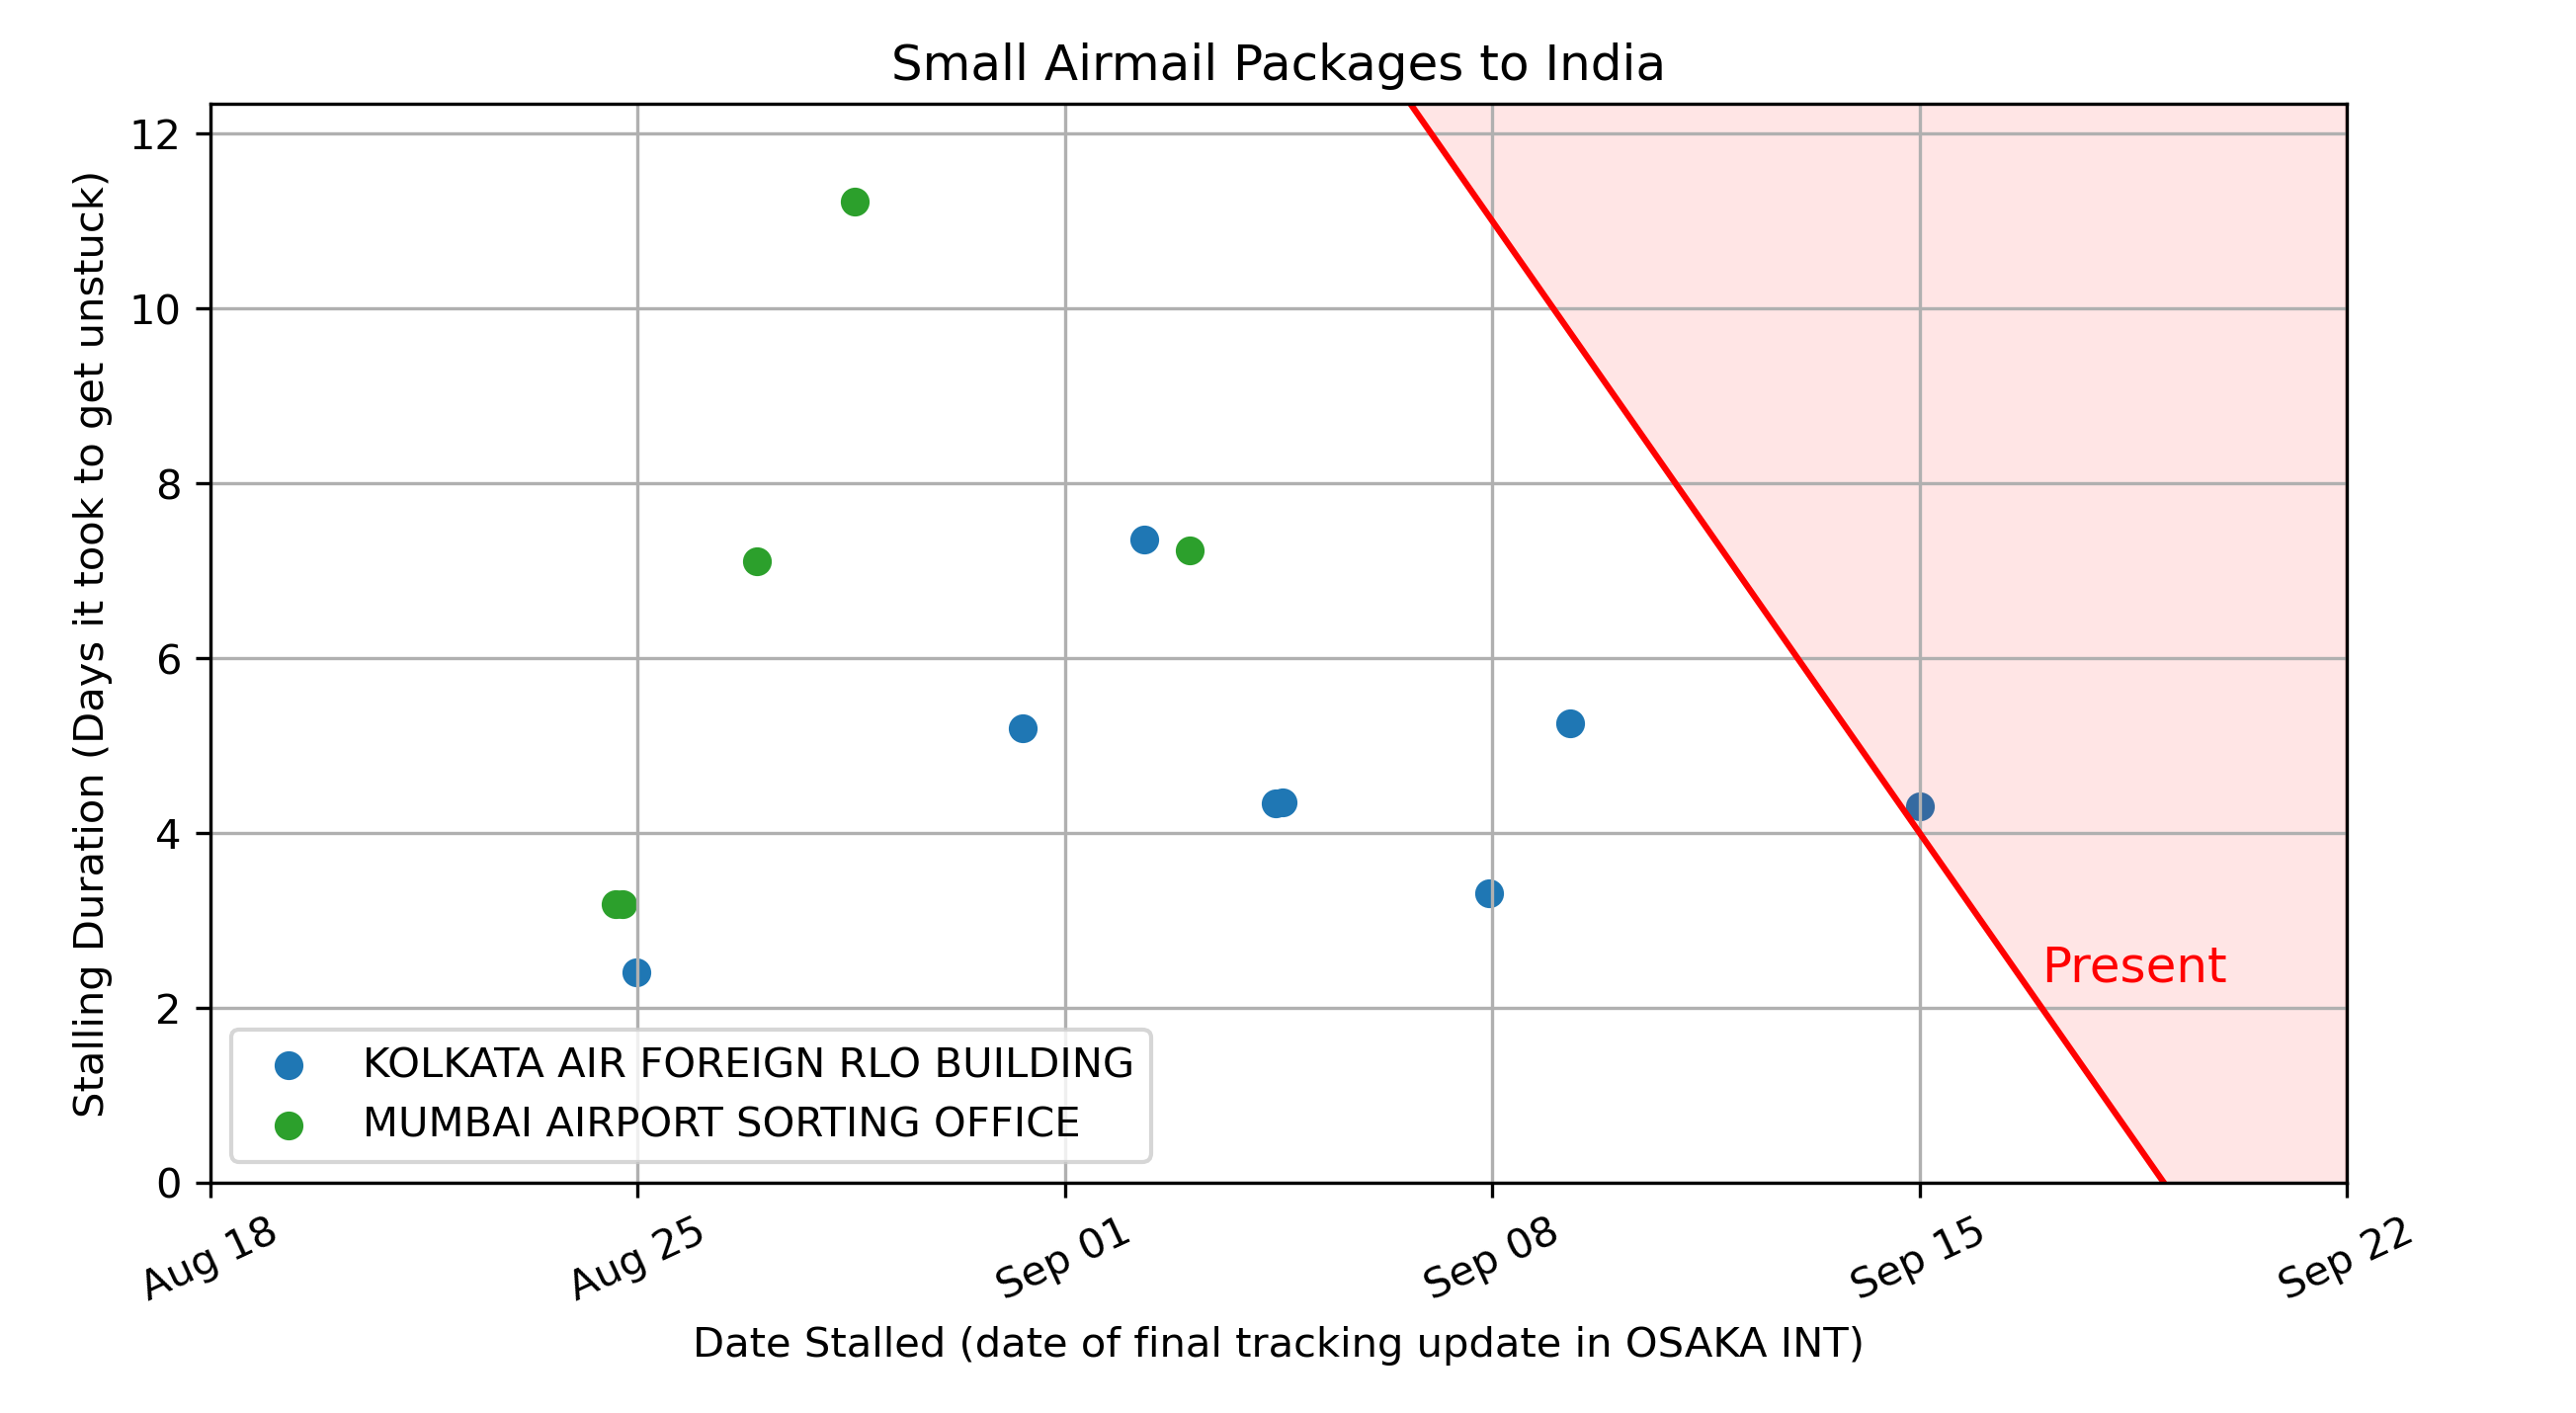 Small Airmail Packages to India
Stalling Duration (Days it took to get unstuck)
12
10
8
6
4
2
0
Present
KOLKATA AIR FOREIGN RLO BUILDING
MUMBAI AIRPORT SORTING OFFICE
Aug 18
Aug 25
Sep 01
Sep 08
Sep 15
Sep 22
Date Stalled (date of final tracking update in OSAKA INT)